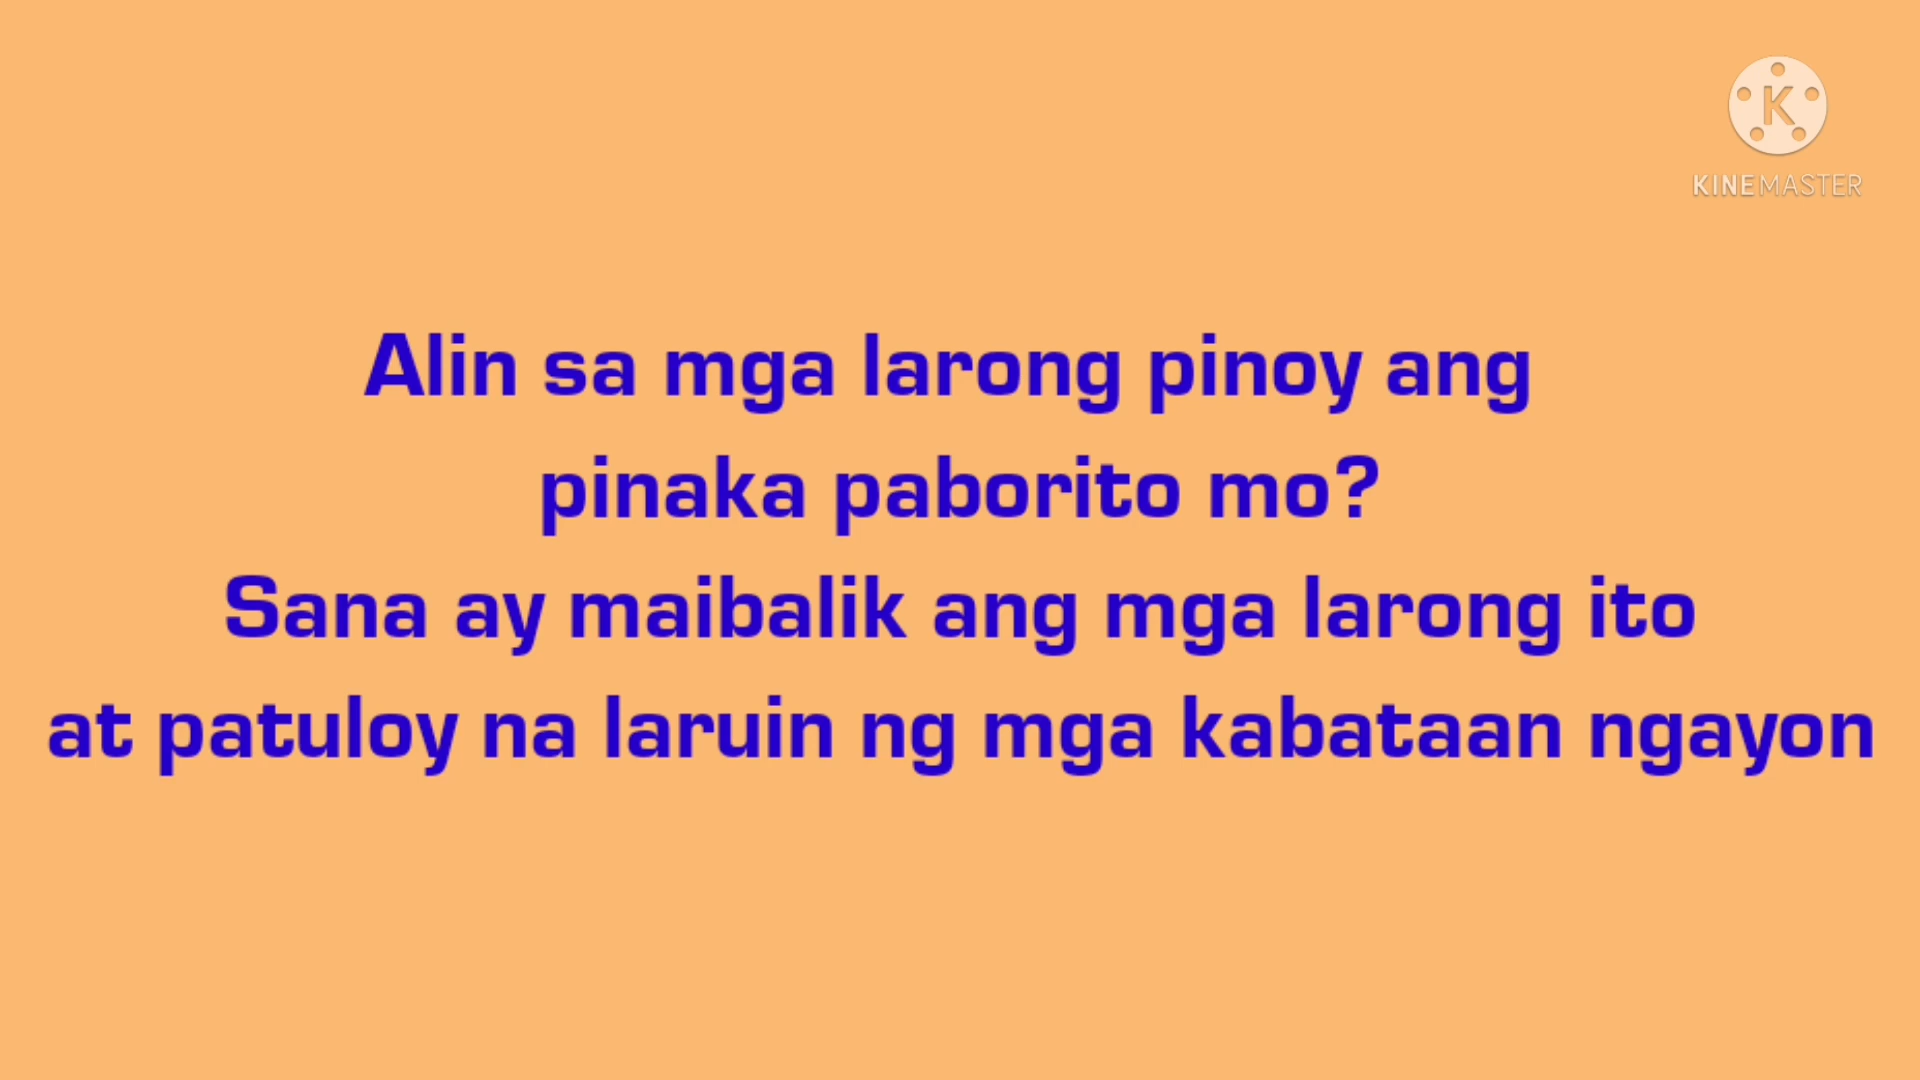 KINEMASTER
Alin sa mga larong pinoy ang
pinaka paborito mo?
Sana ay maibalik ang mga larong ito
at patuloy na laruin ng mga kabataan ngayon